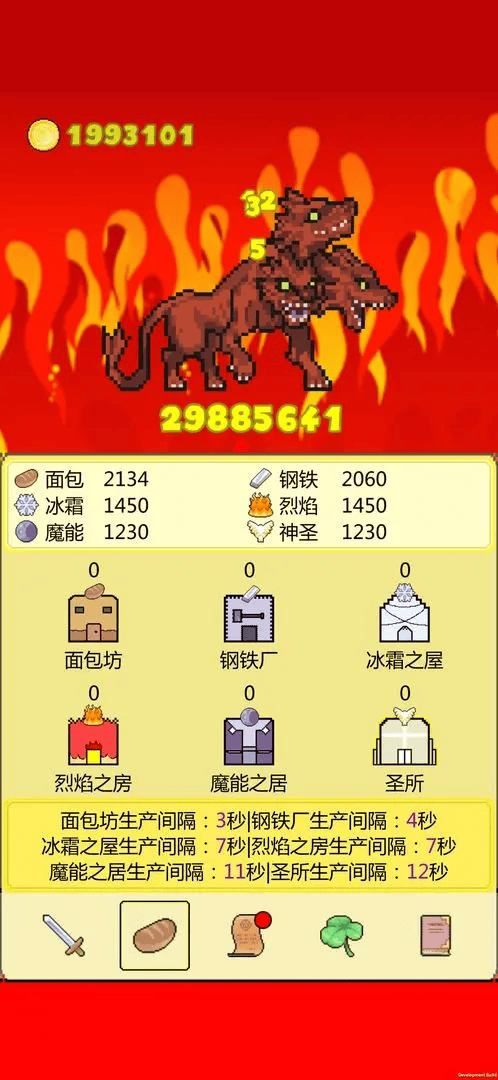 1993101
32
5
29885641
面包 2134 钢铁 2060
冰霜 1450 烈焰 1450
魔能 1230 神圣 1230
0 0 0
面包坊 钢铁厂 冰霜之屋
0 0 0
烈焰之房 魔能之居 圣所
面包坊生产间隔：3秒|钢铁厂生产间隔：4秒
冰霜之屋生产间隔：7秒|烈焰之房生产间隔：7秒
魔能之居生产间隔：11秒|圣所生产间隔：12秒
Development Build